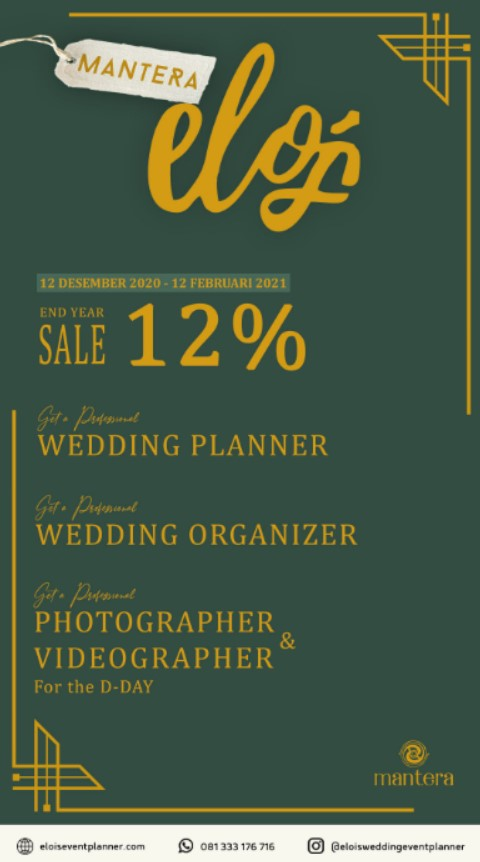 MANTERA
elois
12 DESEMBER 2020 - 12 FEBRUARI 2021
END YEAR
SALE 12%
Get a Professional
WEDDING PLANNER
Get a Professional
WEDDING ORGANIZER
Get a Professional
PHOTOGRAPHER
&
VIDEOGRAPHER
For the D-DAY
mantera
eloiseventplanner.com 081 333 176 716 @eloisweddingeventplanner